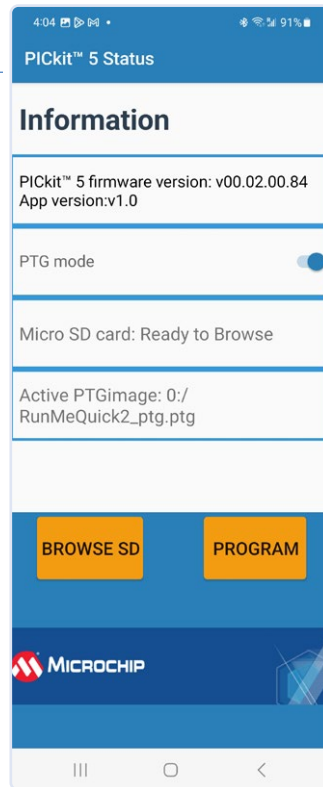 4:04
91%
PICkit™ 5 Status
Information
PICkit™ 5 firmware version: v00.02.00.84
App version:v1.0
PTG mode
Micro SD card: Ready to Browse
Active PTGimage: 0:/
RunMeQuick2_ptg.ptg
BROWSE SD
PROGRAM
MICROCHIP